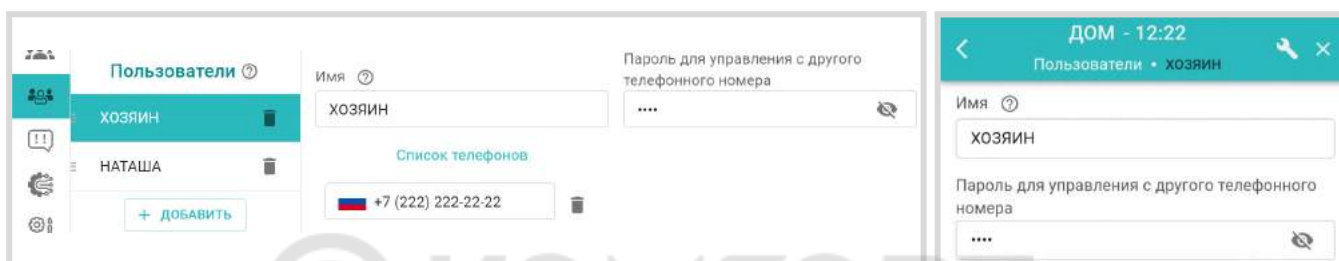 Пользователи
Имя
Пароль для управления с другого
телефонного номера
ХОЗЯИН
••••
Список телефонов
НАТАША
+7 (222) 222-22-22
+ ДОБАВИТЬ
ХОЗЯИН
ДОМ - 12:22
Пользователи • ХОЗЯИН
Имя
ХОЗЯИН
Пароль для управления с другого телефонного
номера
••••